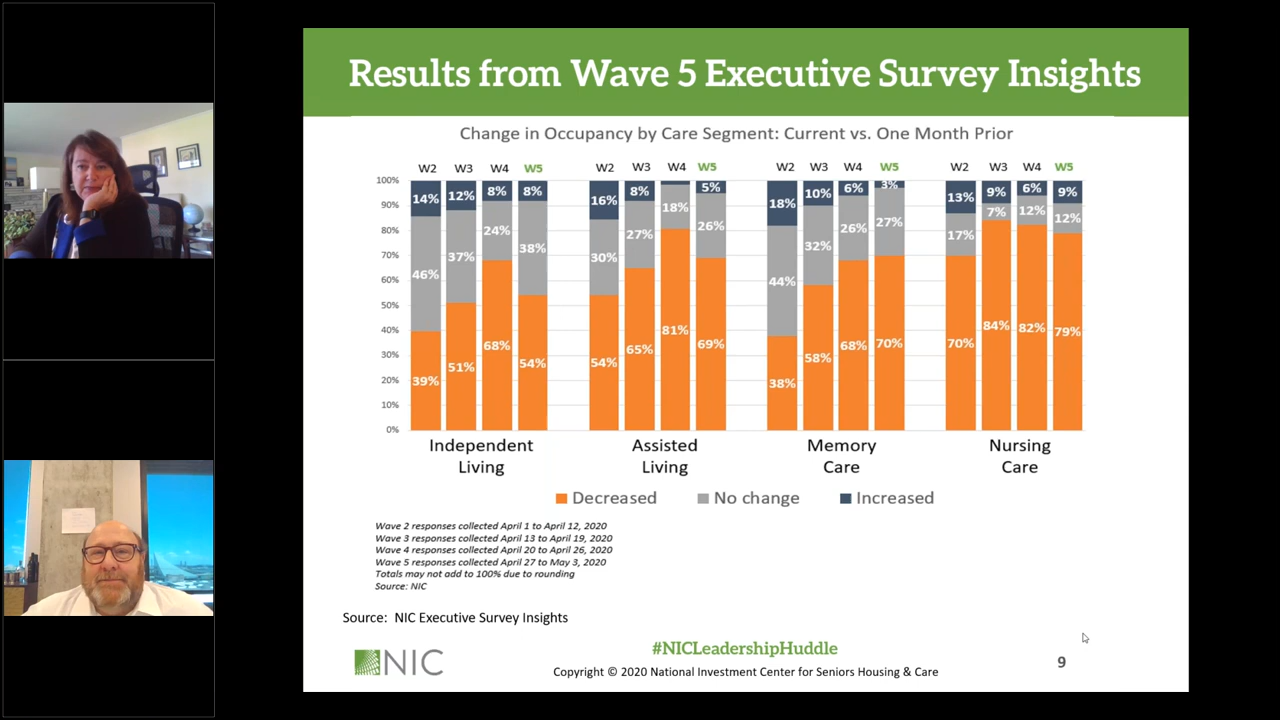 Results from Wave 5 Executive Survey Insights
Change in Occupancy by Care Segment: Current vs. One Month Prior
W2 W3 W4 W5 W2 W3 W4 W5 W2 W3 W4 W5 W2 W3 W4 W5
100%
90%
80%
70%
60%
50%
40%
30%
20%
10%
0%
14% 12% 8% 8% 16% 8% 5% 18% 10% 6% 3% 13% 9% 6% 9%
46% 37% 24% 38% 30% 27% 18% 26% 44% 32% 26% 27% 17% 7% 12% 12%
39% 51% 68% 54% 54% 65% 81% 69% 38% 58% 68% 70% 70% 84% 82% 79%
Independent Living
Assisted Living
Memory Care
Nursing Care
Decreased No change Increased
Wave 2 responses collected April 1 to April 12, 2020
Wave 3 responses collected April 13 to April 19, 2020
Wave 4 responses collected April 20 to April 26, 2020
Wave 5 responses collected April 27 to May 3, 2020
Totals may not add to 100% due to rounding
Source: NIC
Source: NIC Executive Survey Insights
NIC
#NICLeadershipHuddle
Copyright © 2020 National Investment Center for Seniors Housing & Care
9